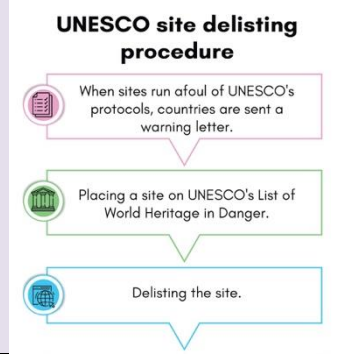 UNESCO site delisting
procedure
When sites run afoul of UNESCO's
protocols, countries are sent a
warning letter.
Placing a site on UNESCO's List of
World Heritage in Danger.
Delisting the site.